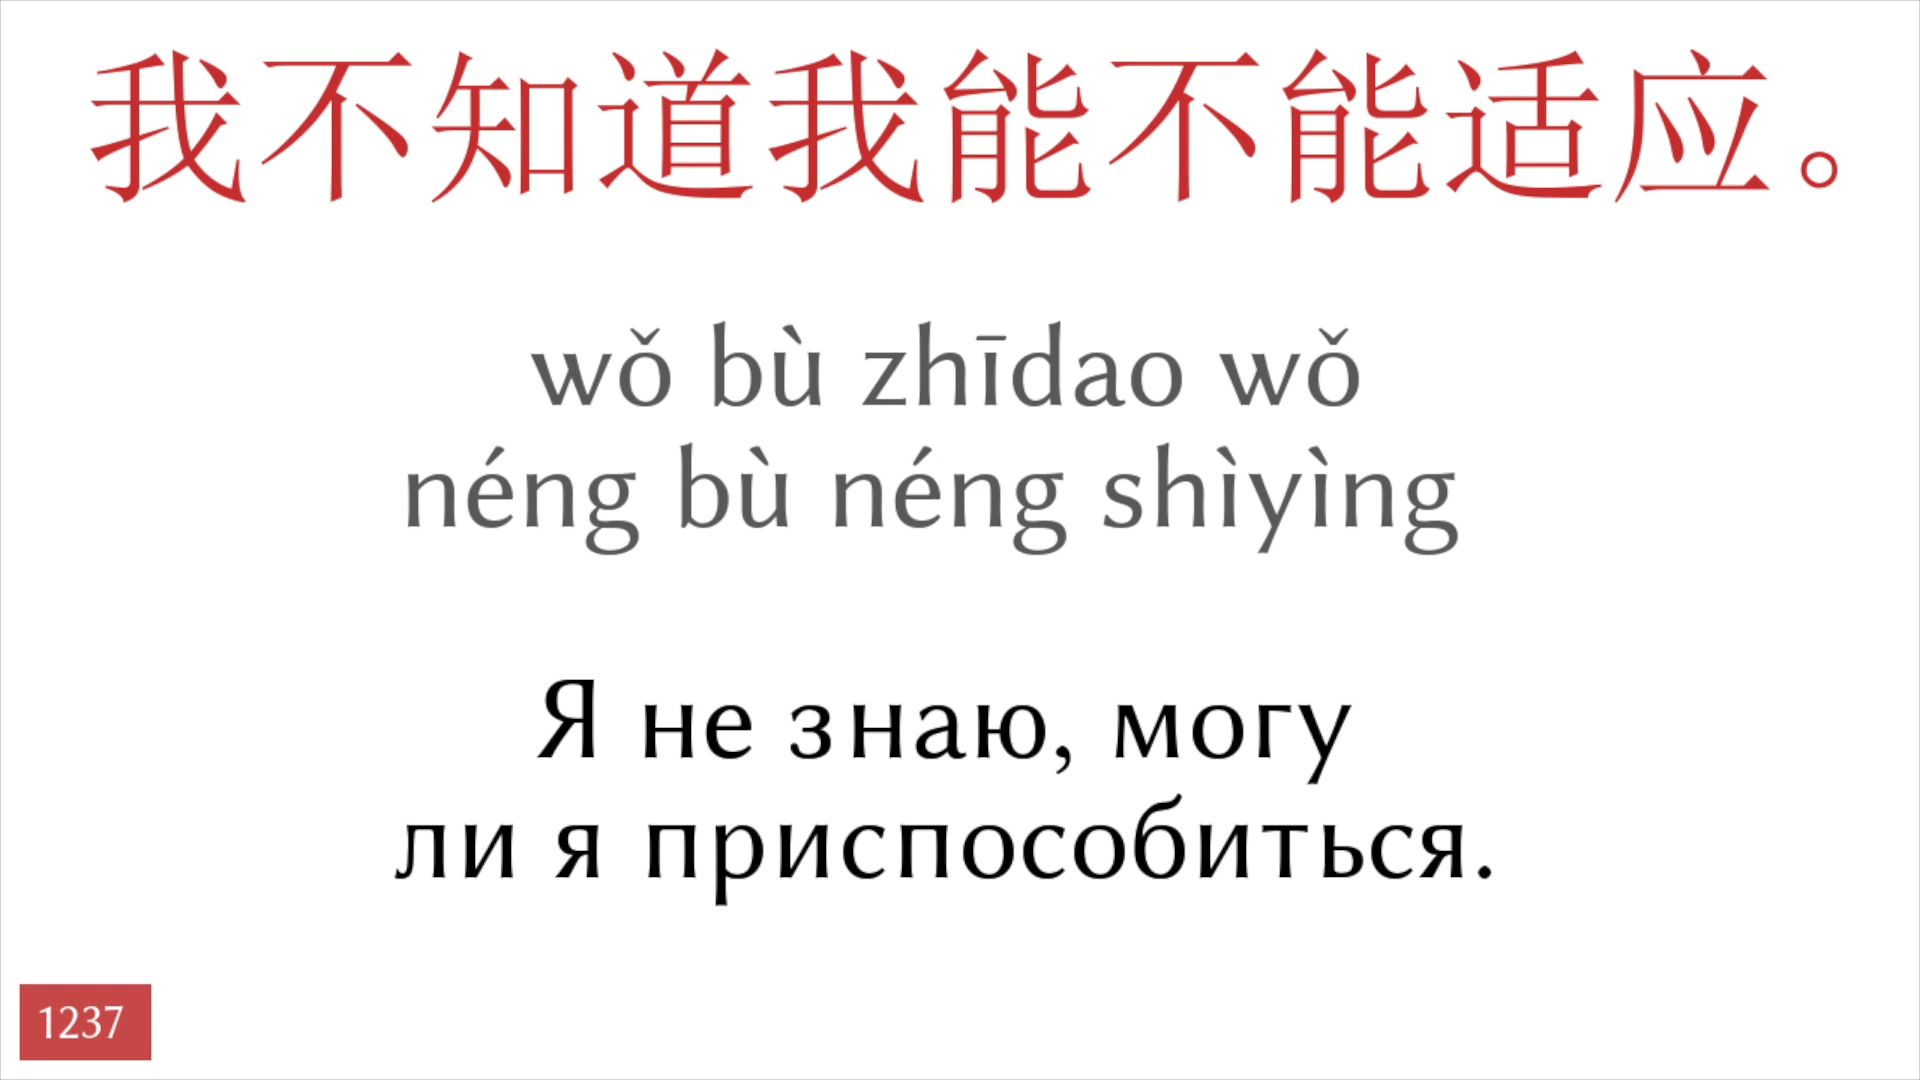 我不知道我能不能适应。
wǒ bù zhīdao wǒ
néng bù néng shìyìng
Я не знаю, могу
ли я приспособиться.
1237